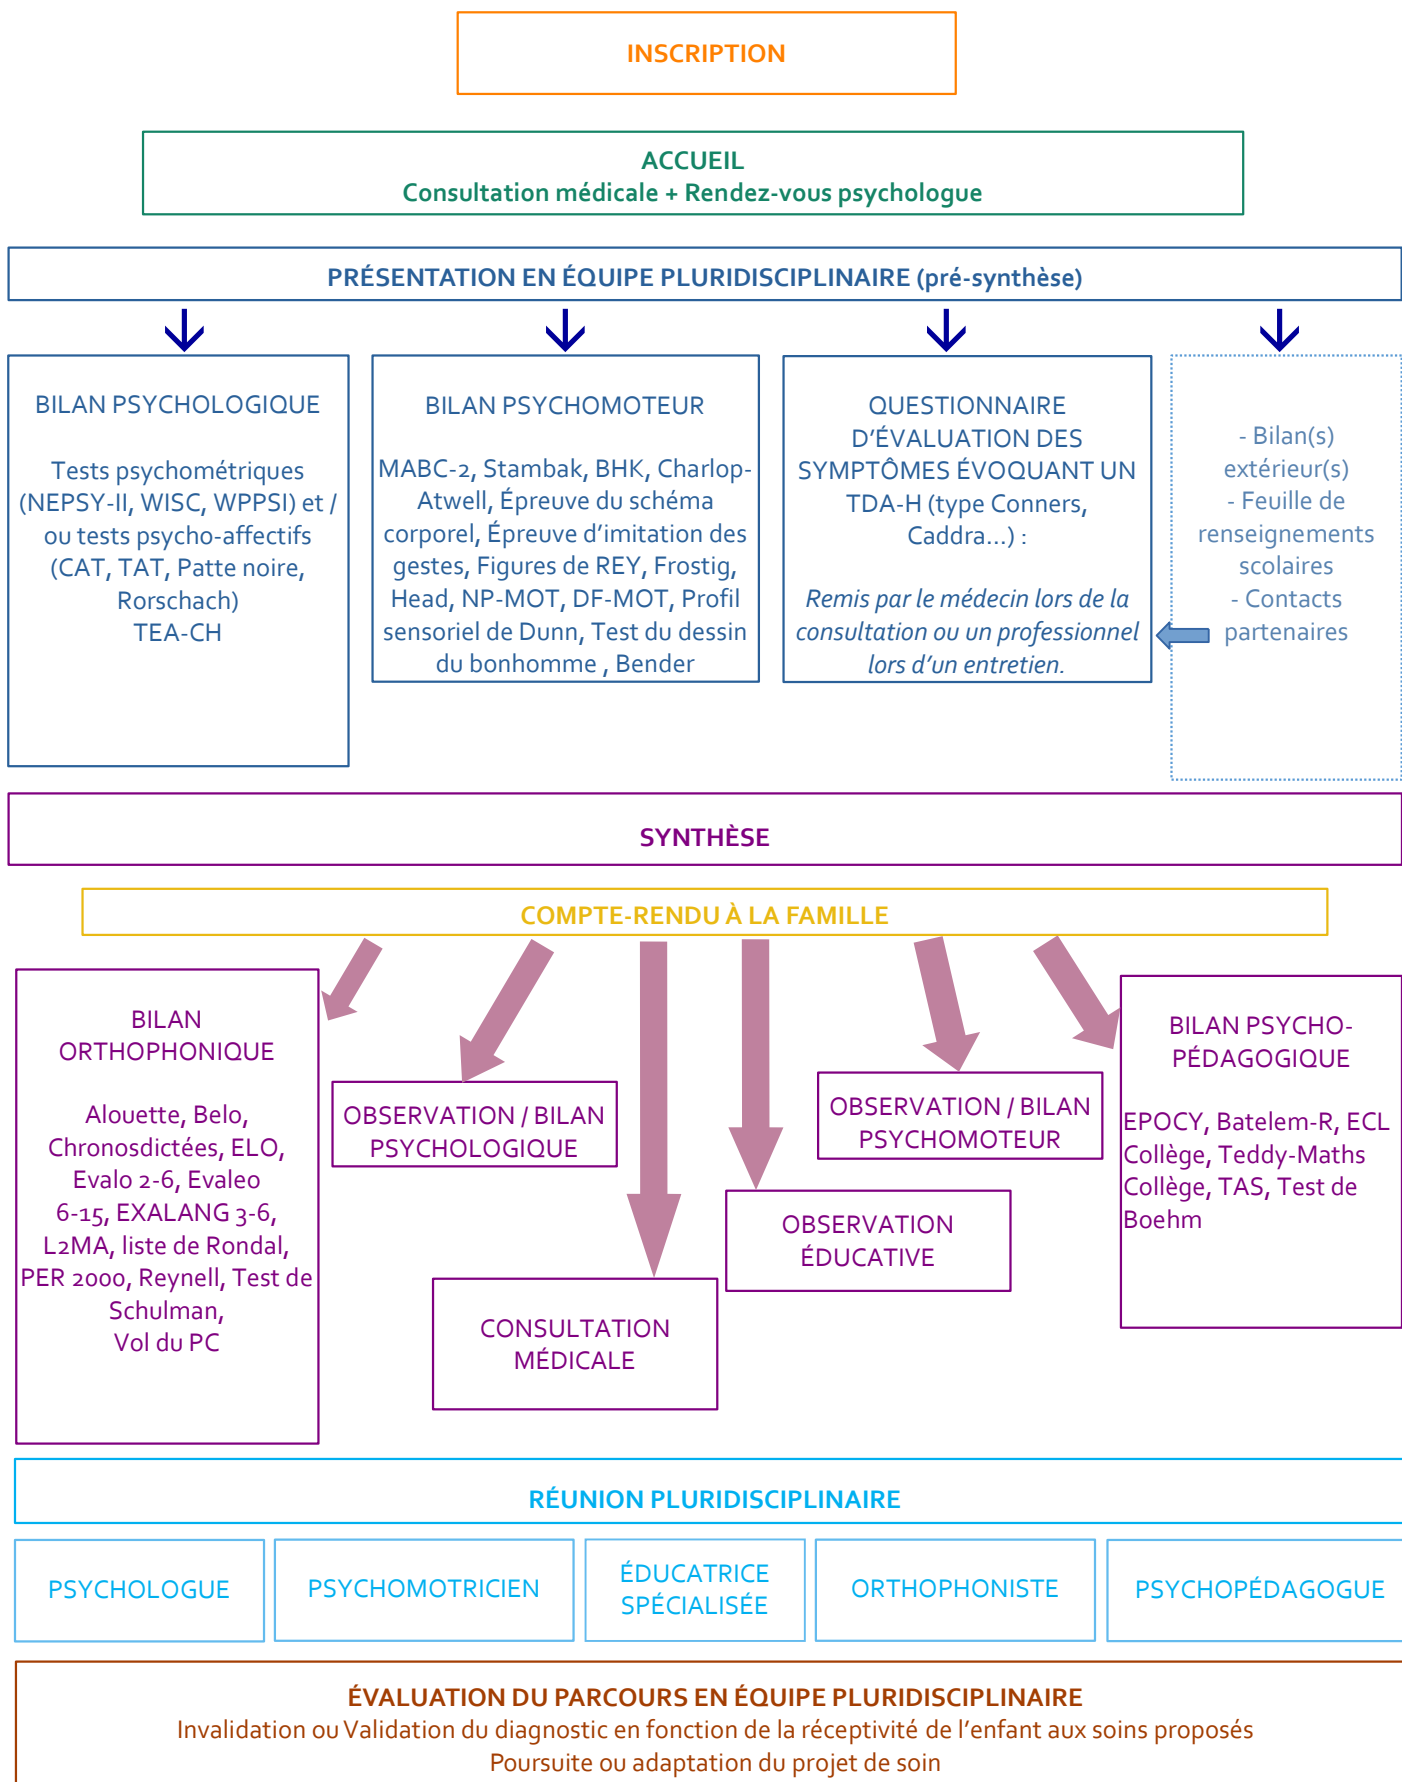 INSCRIPTION
ACCUEIL
Consultation médicale + Rendez-vous psychologue
PRÉSENTATION EN ÉQUIPE PLURIDISCIPLINAIRE (pré-synthèse)
BILAN PSYCHOLOGIQUE
Tests psychométriques
(NEPSY-II, WISC, WPPSI) et /
ou tests psycho-affectifs
(CAT, TAT, Patte noire,
Rorschach)
TEA-CH
BILAN PSYCHOMOTEUR
MABC-2, Stambak, BHK, Charlop-
Atwell, Épreuve du schéma
corporel, Épreuve d'imitation des
gestes, Figures de REY, Frostig,
Head, NP-MOT, DF-MOT, Profil
sensoriel de Dunn, Test du dessin
du bonhomme , Bender
QUESTIONNAIRE
D'ÉVALUATION DES
SYMPTÔMES ÉVOQUANT UN
TDA-H (type Conners,
Caddra...) :
Remis par le médecin lors de la
consultation ou un professionnel
lors d'un entretien.
- Bilan(s)
extérieur(s)
- Feuille de
renseignements
scolaires
- Contacts
partenaires
SYNTHÈSE
COMPTE-RENDU À LA FAMILLE
BILAN
ORTHOPHONIQUE
Alouette, Belo,
Chronosdictées, ELO,
Evalo 2-6, Evaleo
6-15, EXALANG 3-6,
L2MA, liste de Rondal,
PER 2000, Reynell, Test de
Schulman,
Vol du PC
OBSERVATION / BILAN
PSYCHOLOGIQUE
CONSULTATION
MÉDICALE
OBSERVATION
ÉDUCATIVE
OBSERVATION / BILAN
PSYCHOMOTEUR
BILAN PSYCHO-
PÉDAGOGIQUE
EPOCY, Batelem-R, ECL
Collège, Teddy-Maths
Collège, TAS, Test de
Boehm
RÉUNION PLURIDISCIPLINAIRE
PSYCHOLOGUE
PSYCHOMOTRICIEN
ÉDUCATRICE
SPÉCIALISÉE
ORTHOPHONISTE
PSYCHOPÉDAGOGUE
ÉVALUATION DU PARCOURS EN ÉQUIPE PLURIDISCIPLINAIRE
Invalidation ou Validation du diagnostic en fonction de la réceptivité de l'enfant aux soins proposés
Poursuite ou adaptation du projet de soin